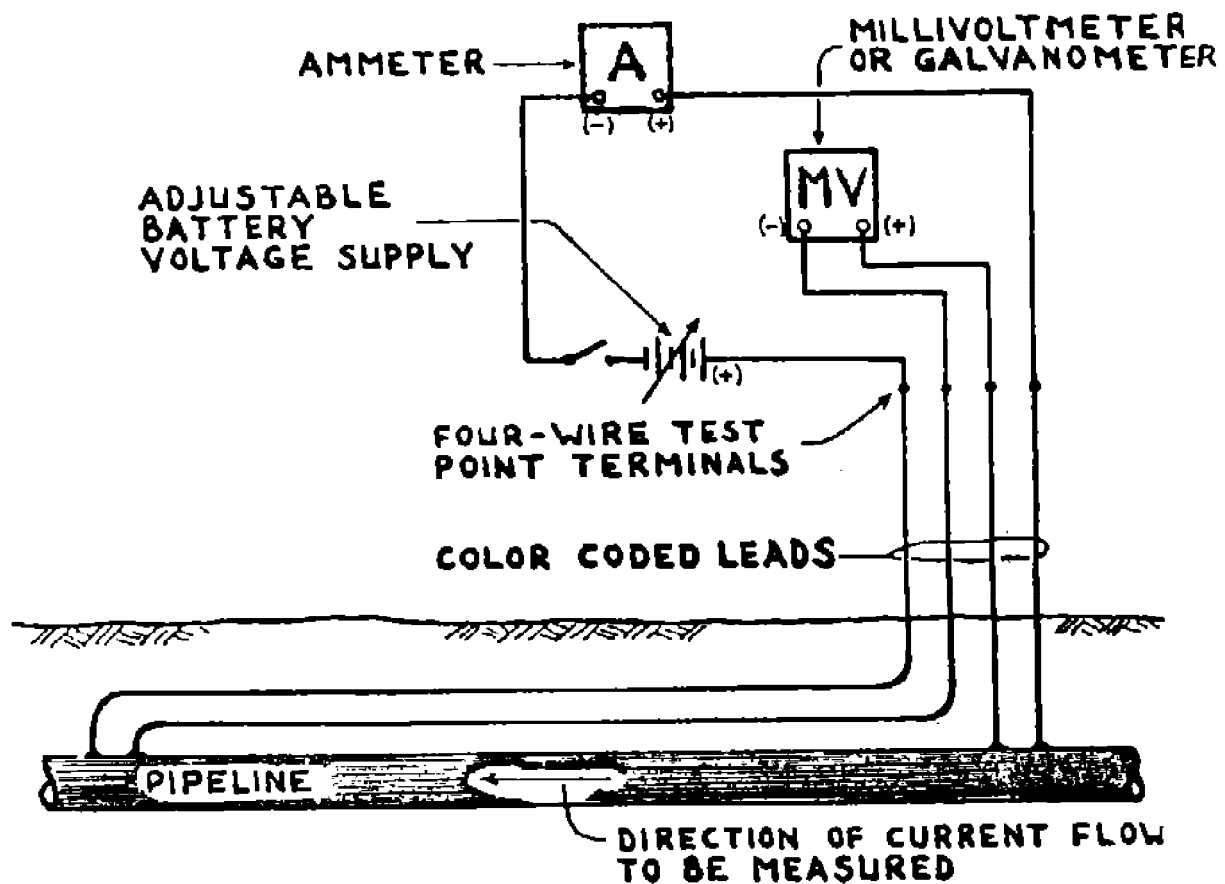 MILLIVOLTMETER
OR GALVANOMETER
AMMETER
A
(-) (+)
MV
(-) (+)
ADJUSTABLE
BATTERY
VOLTAGE SUPPLY
(+)
FOUR-WIRE TEST
POINT TERMINALS
COLOR CODED LEADS
PIPELINE
DIRECTION OF CURRENT FLOW
TO BE MEASURED